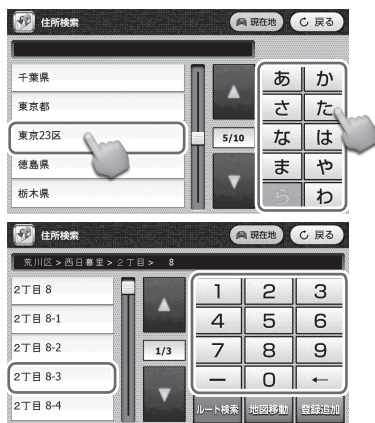 住所検索 現在地 戻る
千葉県
東京都
東京23区
徳島県
栃木県
5/10
あ か
さ た
な は
ま や
ら わ
住所検索 現在地 戻る
荒川区 > 西日暮里 > 2丁目 > 8
2丁目 8
2丁目 8-1
2丁目 8-2
2丁目 8-3
2丁目 8-4
1/3
1 2 3
4 5 6
7 8 9
ー 0 ←
ルート検索 地図移動 登録追加